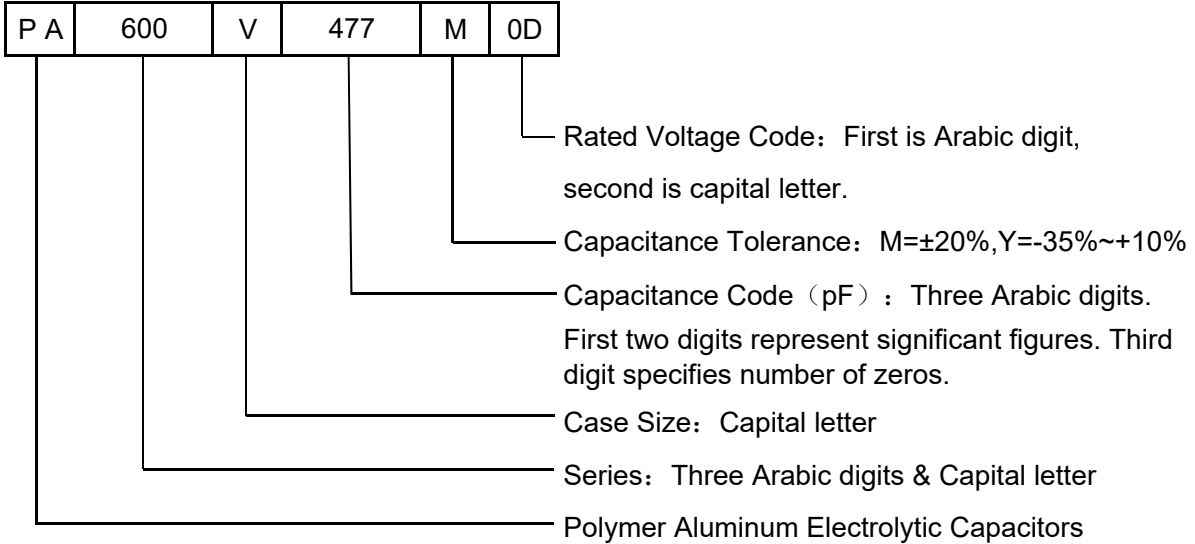 P A 600 V 477 M 0D
Rated Voltage Code：First is Arabic digit,
second is capital letter.
Capacitance Tolerance：M=±20%,Y=-35%~+10%
Capacitance Code（pF）：Three Arabic digits.
First two digits represent significant figures. Third
digit specifies number of zeros.
Case Size：Capital letter
Series：Three Arabic digits & Capital letter
Polymer Aluminum Electrolytic Capacitors